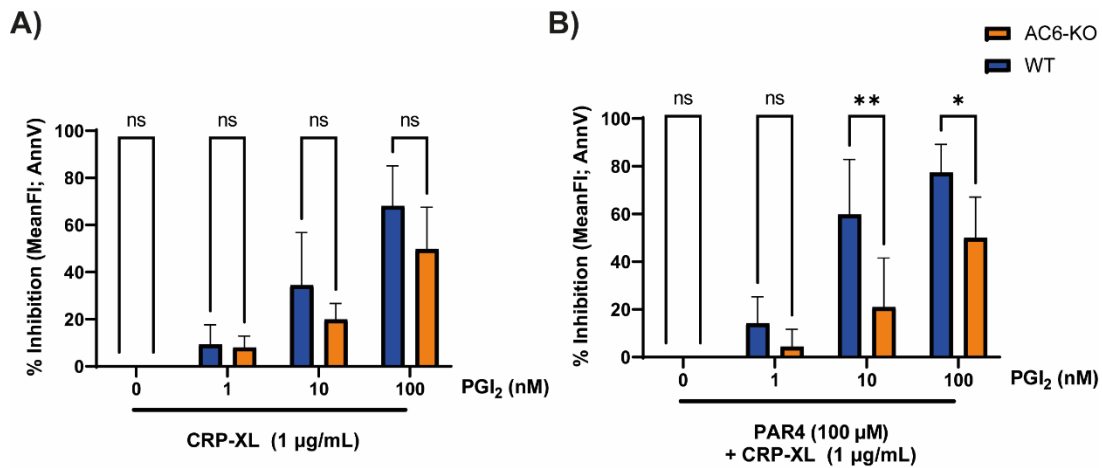 A)
B)
AC6-KO
WT
% Inhibition (MeanFI; AnnV)
100
80
60
40
20
0
ns
ns
ns
ns
0
1
10
100
PGI₂ (nM)
CRP-XL (1 µg/mL)
% Inhibition (MeanFI; AnnV)
100
80
60
40
20
0
ns
ns
**
*
0
1
10
100
PGI₂ (nM)
PAR4 (100 µM)
+ CRP-XL (1 µg/mL)